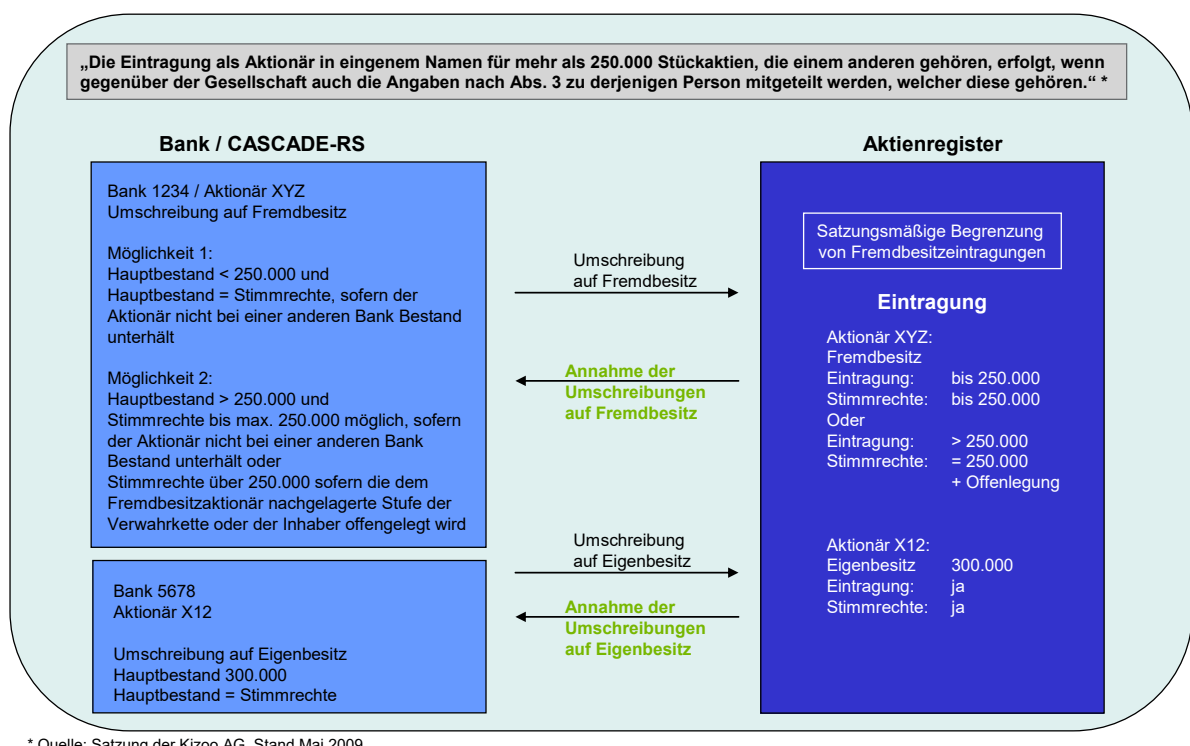 „Die Eintragung als Aktionär in eingenem Namen für mehr als 250.000 Stückaktien, die einem anderen gehören, erfolgt, wenn
gegenüber der Gesellschaft auch die Angaben nach Abs. 3 zu derjenigen Person mitgeteilt werden, welcher diese gehören.“ *
Bank / CASCADE-RS
Bank 1234 / Aktionär XYZ
Umschreibung auf Fremdbesitz
Möglichkeit 1:
Hauptbestand < 250.000 und
Hauptbestand = Stimmrechte, sofern der
Aktionär nicht bei einer anderen Bank Bestand
unterhält
Möglichkeit 2:
Hauptbestand > 250.000 und
Stimmrechte bis max. 250.000 möglich, sofern
der Aktionär nicht bei einer anderen Bank
Bestand unterhält oder
Stimmrechte über 250.000 sofern die dem
Fremdbesitzaktionär nachgelagerte Stufe der
Verwahrkette oder der Inhaber offengelegt wird
Bank 5678
Aktionär X12
Umschreibung auf Eigenbesitz
Hauptbestand 300.000
Hauptbestand = Stimmrechte
Umschreibung
auf Fremdbesitz
Annahme der
Umschreibungen
auf Fremdbesitz
Umschreibung
auf Eigenbesitz
Annahme der
Umschreibungen
auf Eigenbesitz
Aktienregister
Satzungsmäßige Begrenzung
von Fremdbesitzeintragungen
Eintragung
Aktionär XYZ:
Fremdbesitz
Eintragung: bis 250.000
Stimmrechte: bis 250.000
Oder
Eintragung: > 250.000
Stimmrechte: = 250.000
+ Offenlegung
Aktionär X12:
Eigenbesitz 300.000
Eintragung: ja
Stimmrechte: ja
* Quelle: Satzung der Kizoo AG, Stand Mai 2009